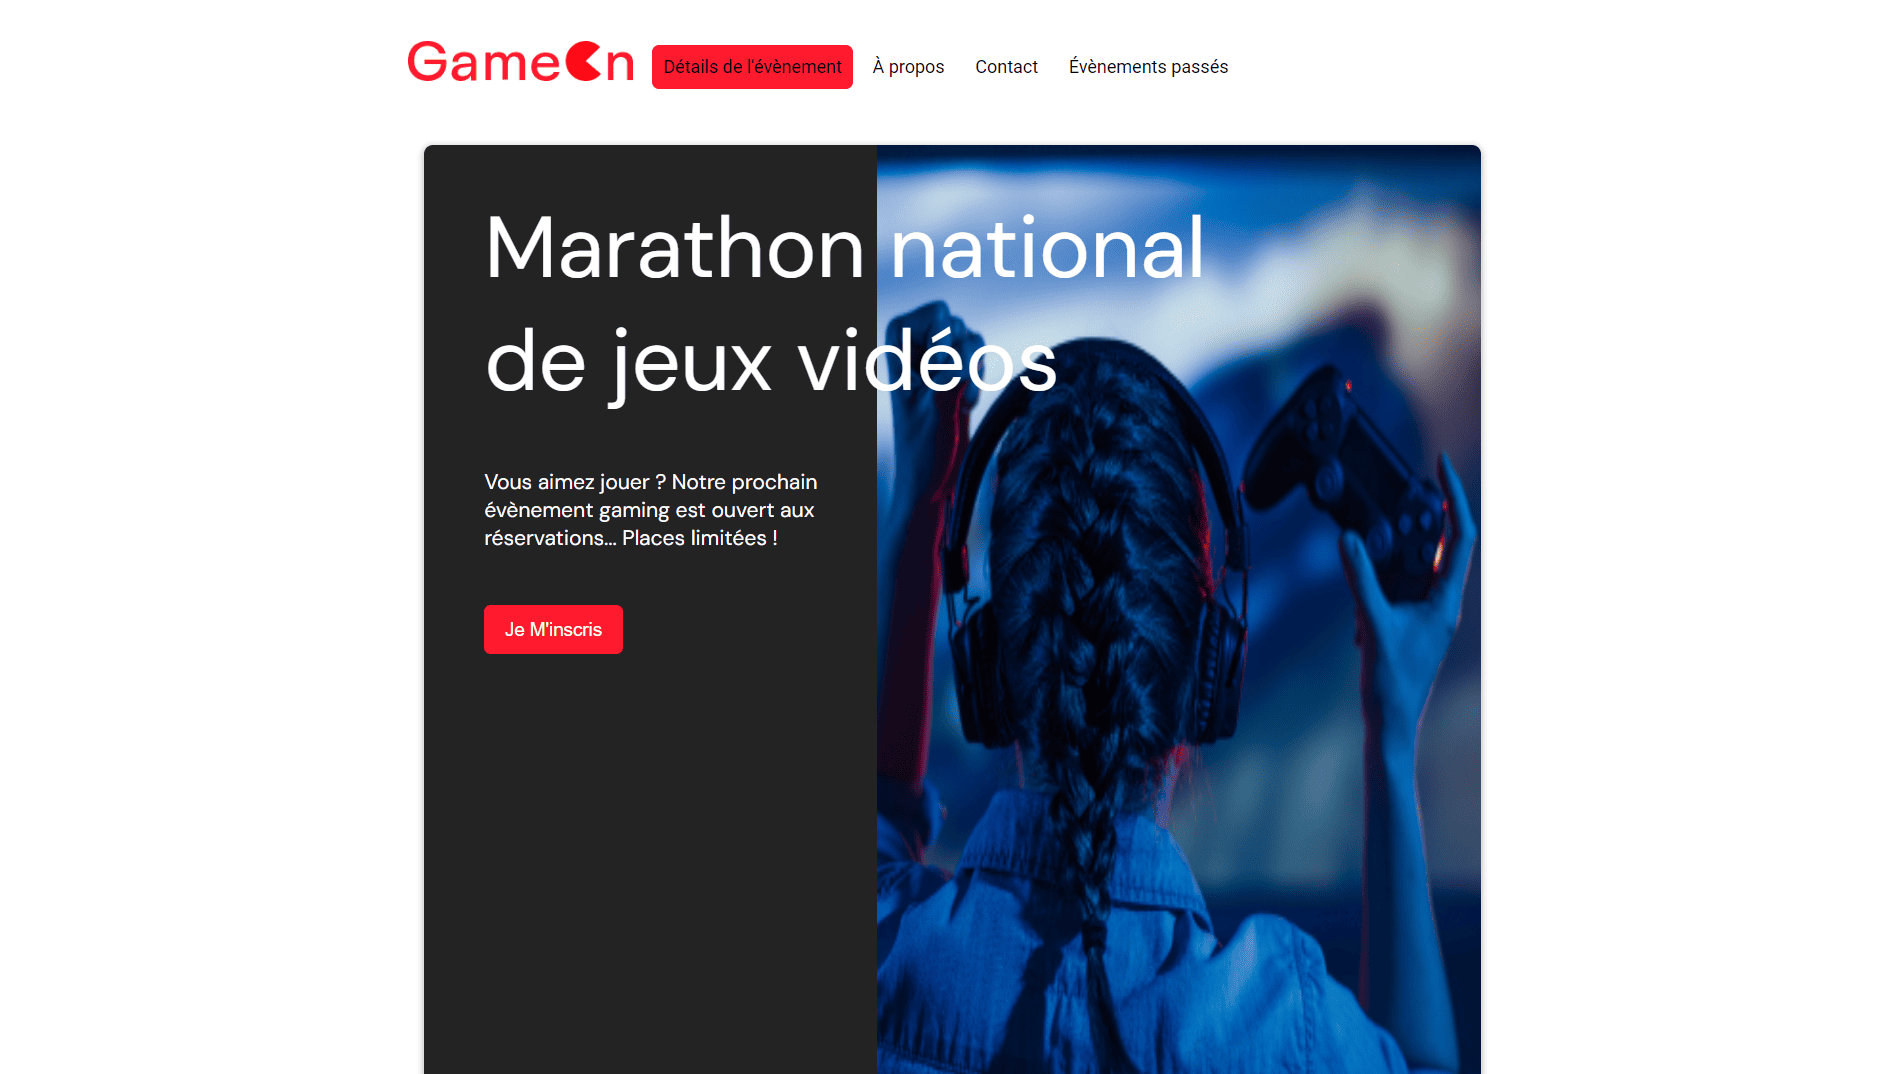 GameOn
Détails de l'évènement
À propos
Contact
Évènements passés
Marathon national
de jeux vidéos
Vous aimez jouer ? Notre prochain
évènement gaming est ouvert aux
réservations... Places limitées !
Je M'inscris